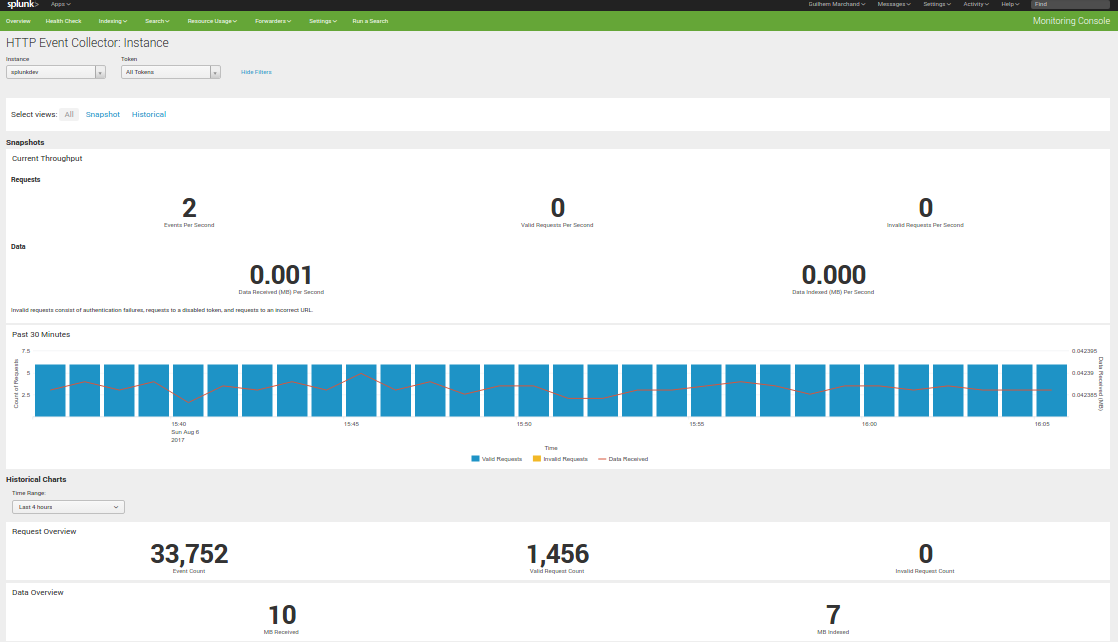 splunk> Apps Guilhem Marchand Messages Settings Activity Help Find
Overview Health Check Indexing Search Resource Usage Forwarders Settings Run a Search Monitoring Console
HTTP Event Collector: Instance
Instance Token
splunkdev All Tokens Hide Filters
Select views: All Snapshot Historical
Snapshots
Current Throughput
Requests
2 0 0
Events Per Second Valid Requests Per Second Invalid Requests Per Second
Data
0.001 0.000
Data Received (MB) Per Second Data Indexed (MB) Per Second
Invalid requests consist of authentication failures, requests to a disabled token, and requests to an incorrect URL.
Past 30 Minutes
7.5 0.042395
5 0.04239
2.5 0.042385
Count of Requests
Data Received (MB)
15:40 15:45 15:50 15:55 16:00 16:05
Sun Aug 6
2017
Time
Valid Requests Invalid Requests Data Received
Historical Charts
Time Range:
Last 4 hours
Request Overview
33,752 1,456 0
Event Count Valid Request Count Invalid Request Count
Data Overview
10 7
MB Received MB Indexed